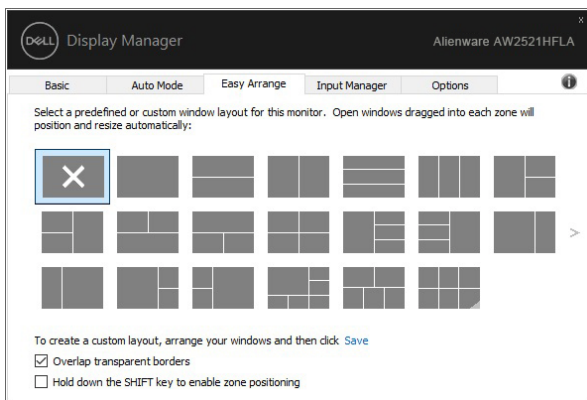 x
DELL Display Manager Alienware AW2521HFLA
Basic Auto Mode Easy Arrange Input Manager Options i
Select a predefined or custom window layout for this monitor. Open windows dragged into each zone will
position and resize automatically:
To create a custom layout, arrange your windows and then click Save
Overlap transparent borders
Hold down the SHIFT key to enable zone positioning